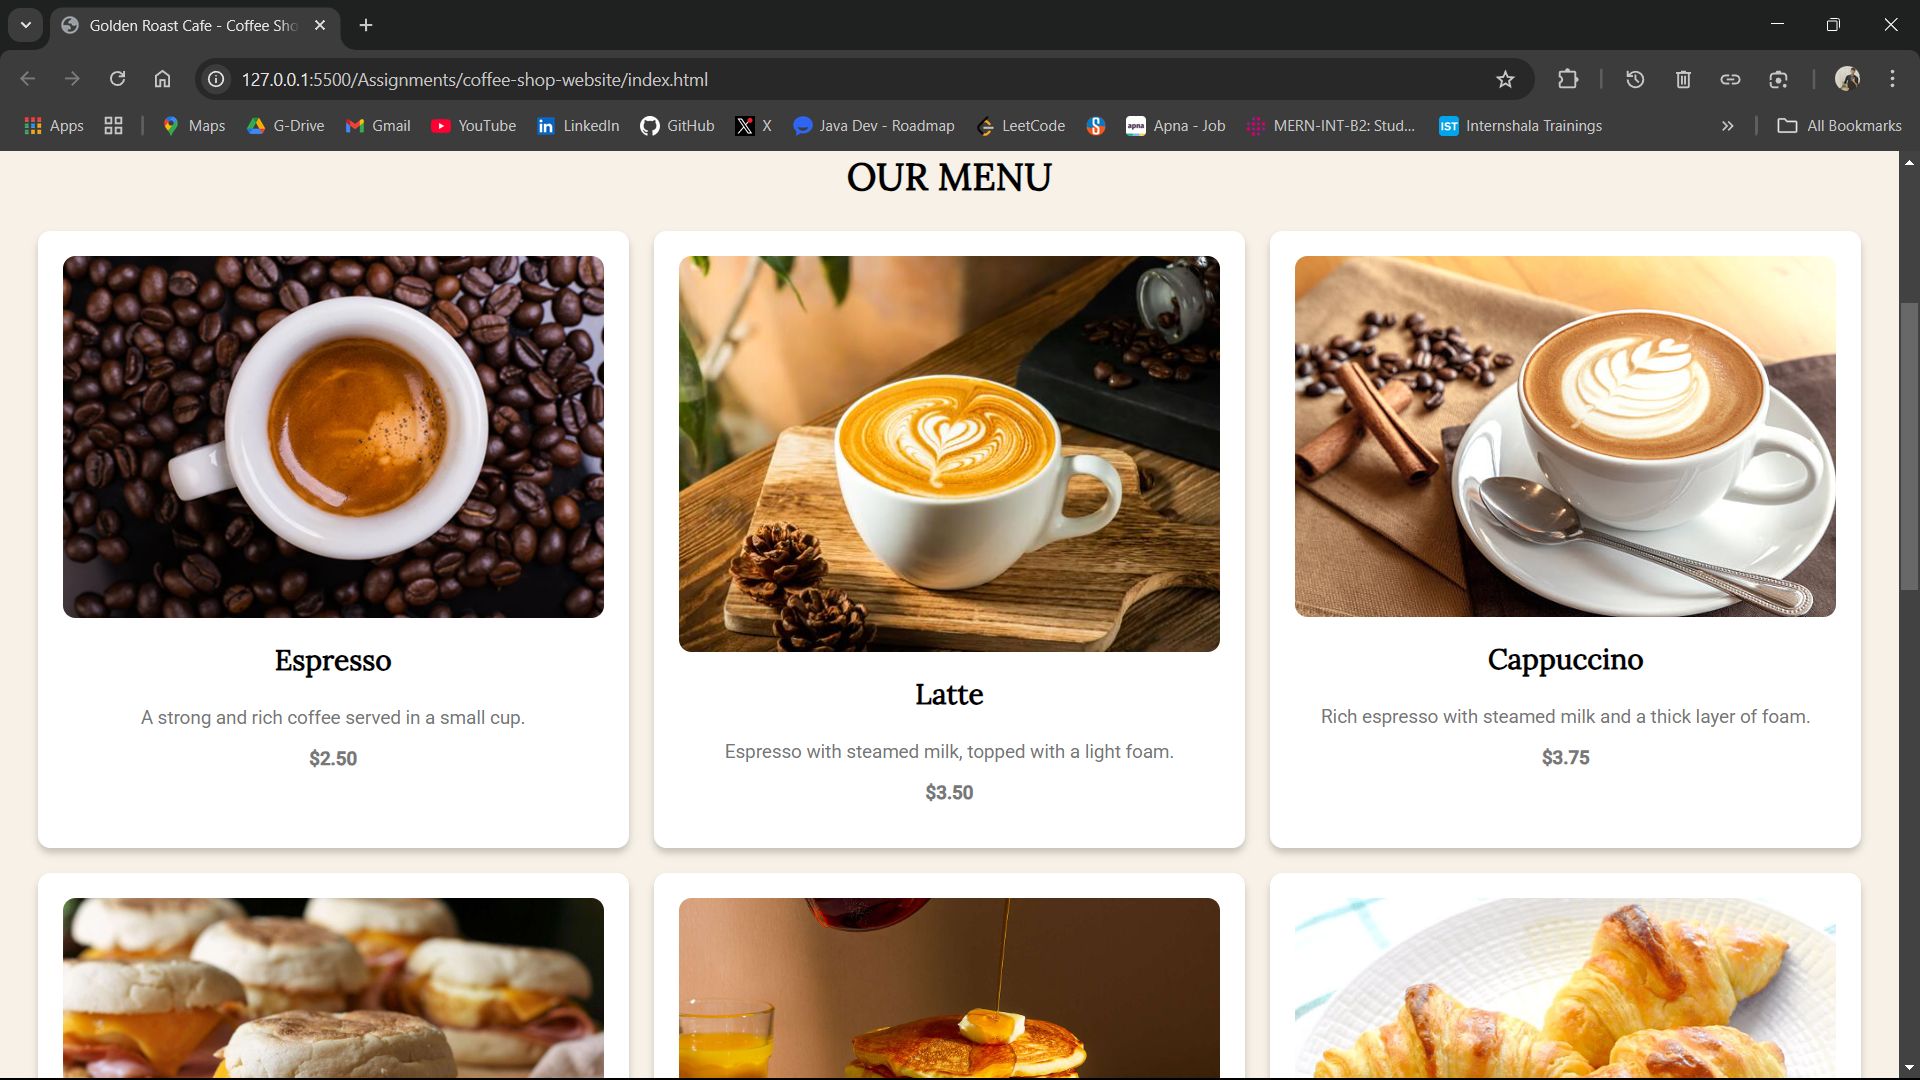 Golden Roast Cafe - Coffee Sho
127.0.0.1:5500/Assignments/coffee-shop-website/index.html
Apps Maps G-Drive Gmail YouTube LinkedIn GitHub X Java Dev - Roadmap LeetCode apna Apna - Job MERN-INT-B2: Stud... IST Internshala Trainings » All Bookmarks
OUR MENU
Espresso
A strong and rich coffee served in a small cup.
$2.50
Latte
Espresso with steamed milk, topped with a light foam.
$3.50
Cappuccino
Rich espresso with steamed milk and a thick layer of foam.
$3.75